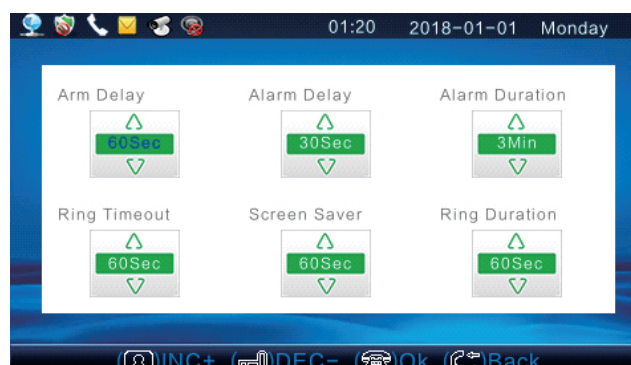 01:20 2018-01-01 Monday
Arm Delay Alarm Delay Alarm Duration
60Sec 30Sec 3Min
Ring Timeout Screen Saver Ring Duration
60Sec 60Sec 60Sec
()INC+ ()DEC- ()Ok ()Back